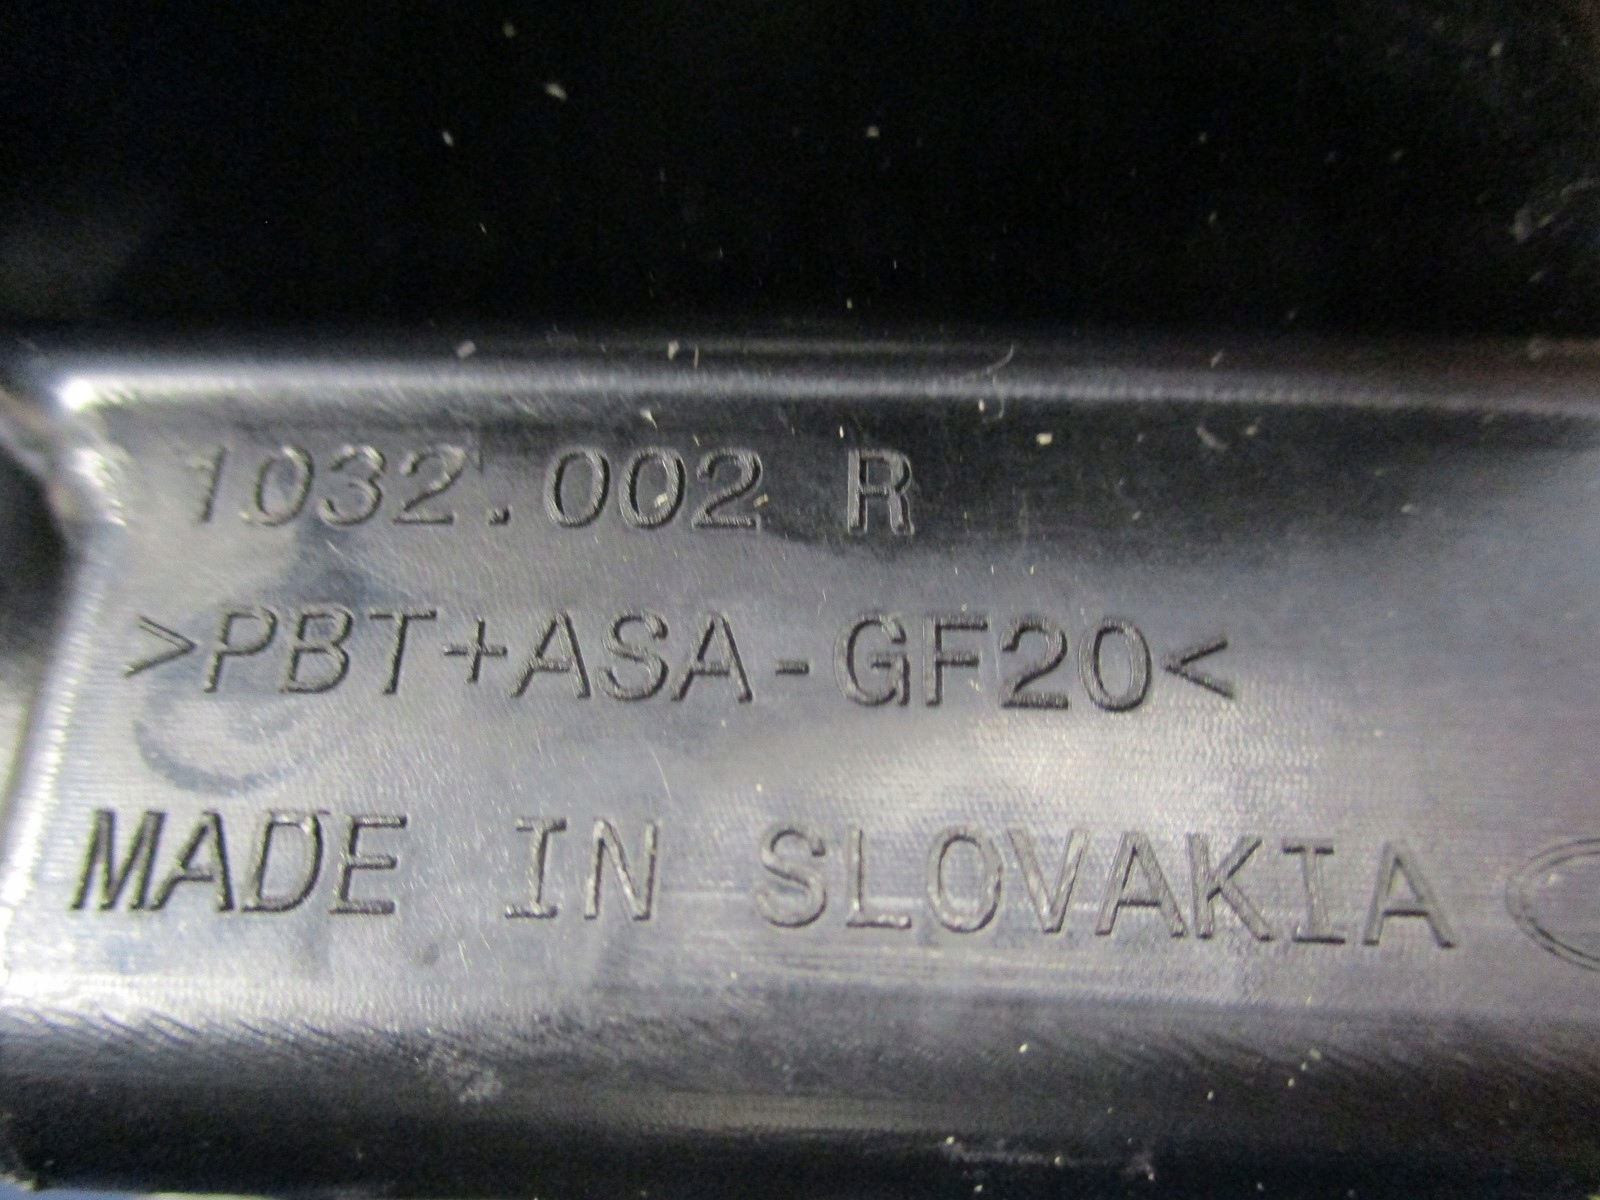 1032.002 R
>PBT+ASA-GF20<
MADE IN SLOVAKIA